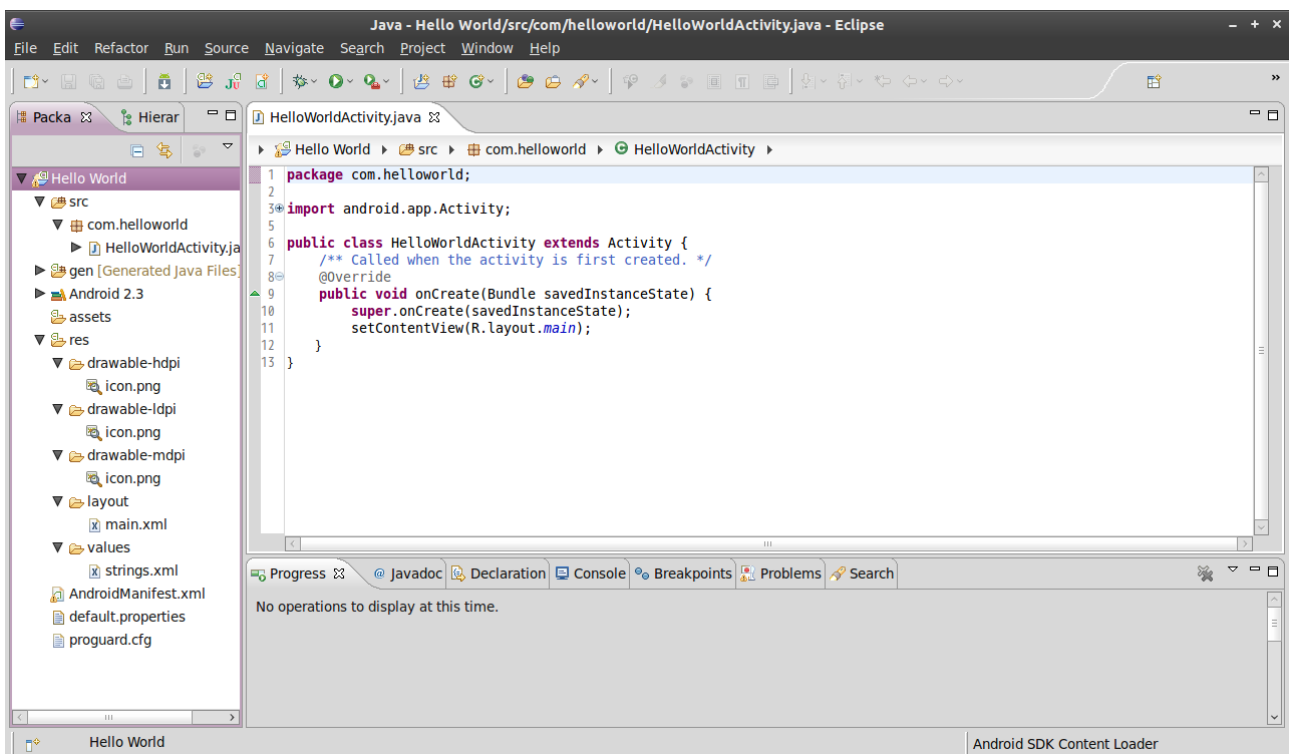 Java - Hello World/src/com/helloworld/HelloWorldActivity.java - Eclipse
File Edit Refactor Run Source Navigate Search Project Window Help
Packa Hierar
HelloWorldActivity.java
Hello World src com.helloworld HelloWorldActivity
Hello World
src
com.helloworld
HelloWorldActivity.ja
gen [Generated Java Files]
Android 2.3
assets
res
drawable-hdpi
icon.png
drawable-ldpi
icon.png
drawable-mdpi
icon.png
layout
main.xml
values
strings.xml
AndroidManifest.xml
default.properties
proguard.cfg
1 package com.helloworld;
2
3 import android.app.Activity;
5
6 public class HelloWorldActivity extends Activity {
7 /** Called when the activity is first created. */
8 @Override
9 public void onCreate(Bundle savedInstanceState) {
10 super.onCreate(savedInstanceState);
11 setContentView(R.layout.main);
12 }
13 }
Progress @ Javadoc Declaration Console Breakpoints Problems Search
No operations to display at this time.
Hello World
Android SDK Content Loader